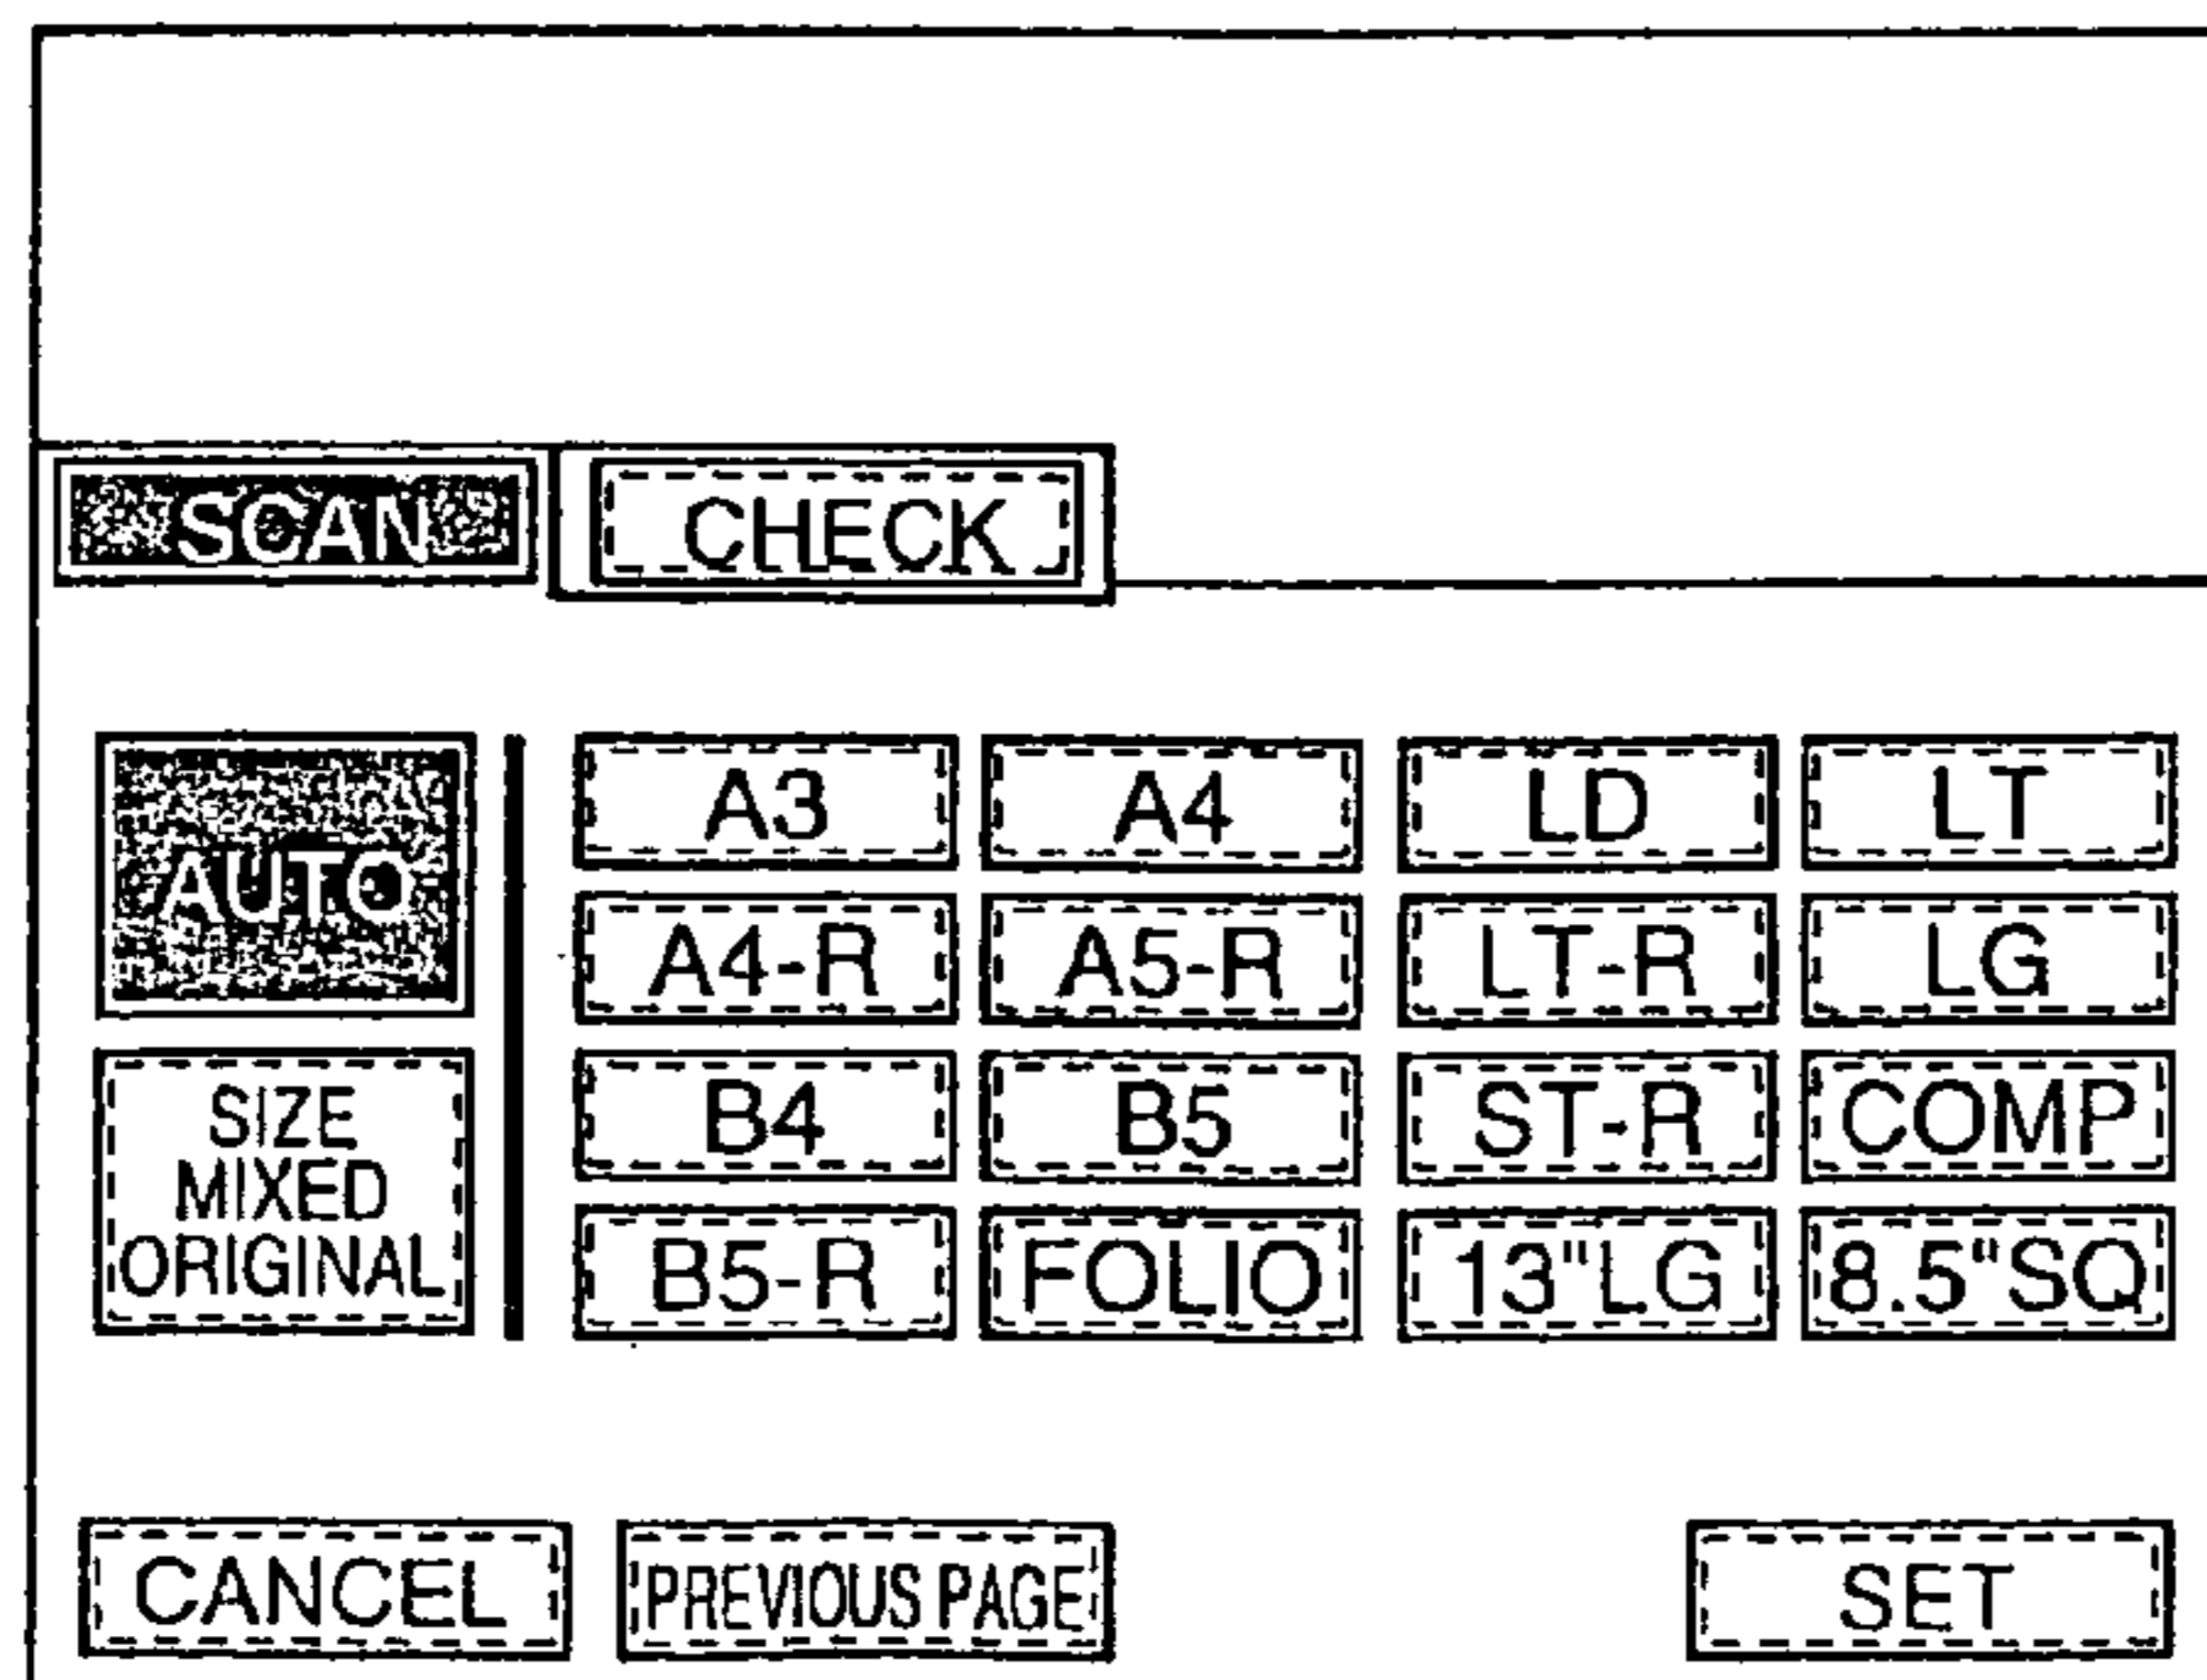 SCAN CHECK
AUTO
A3 A4 LD LT
A4-R A5-R LT-R LG
SIZE
MIXED
ORIGINAL
B4 B5 ST-R COMP
B5-R FOLIO 13"LG 8.5"SQ
CANCEL PREVIOUS PAGE SET